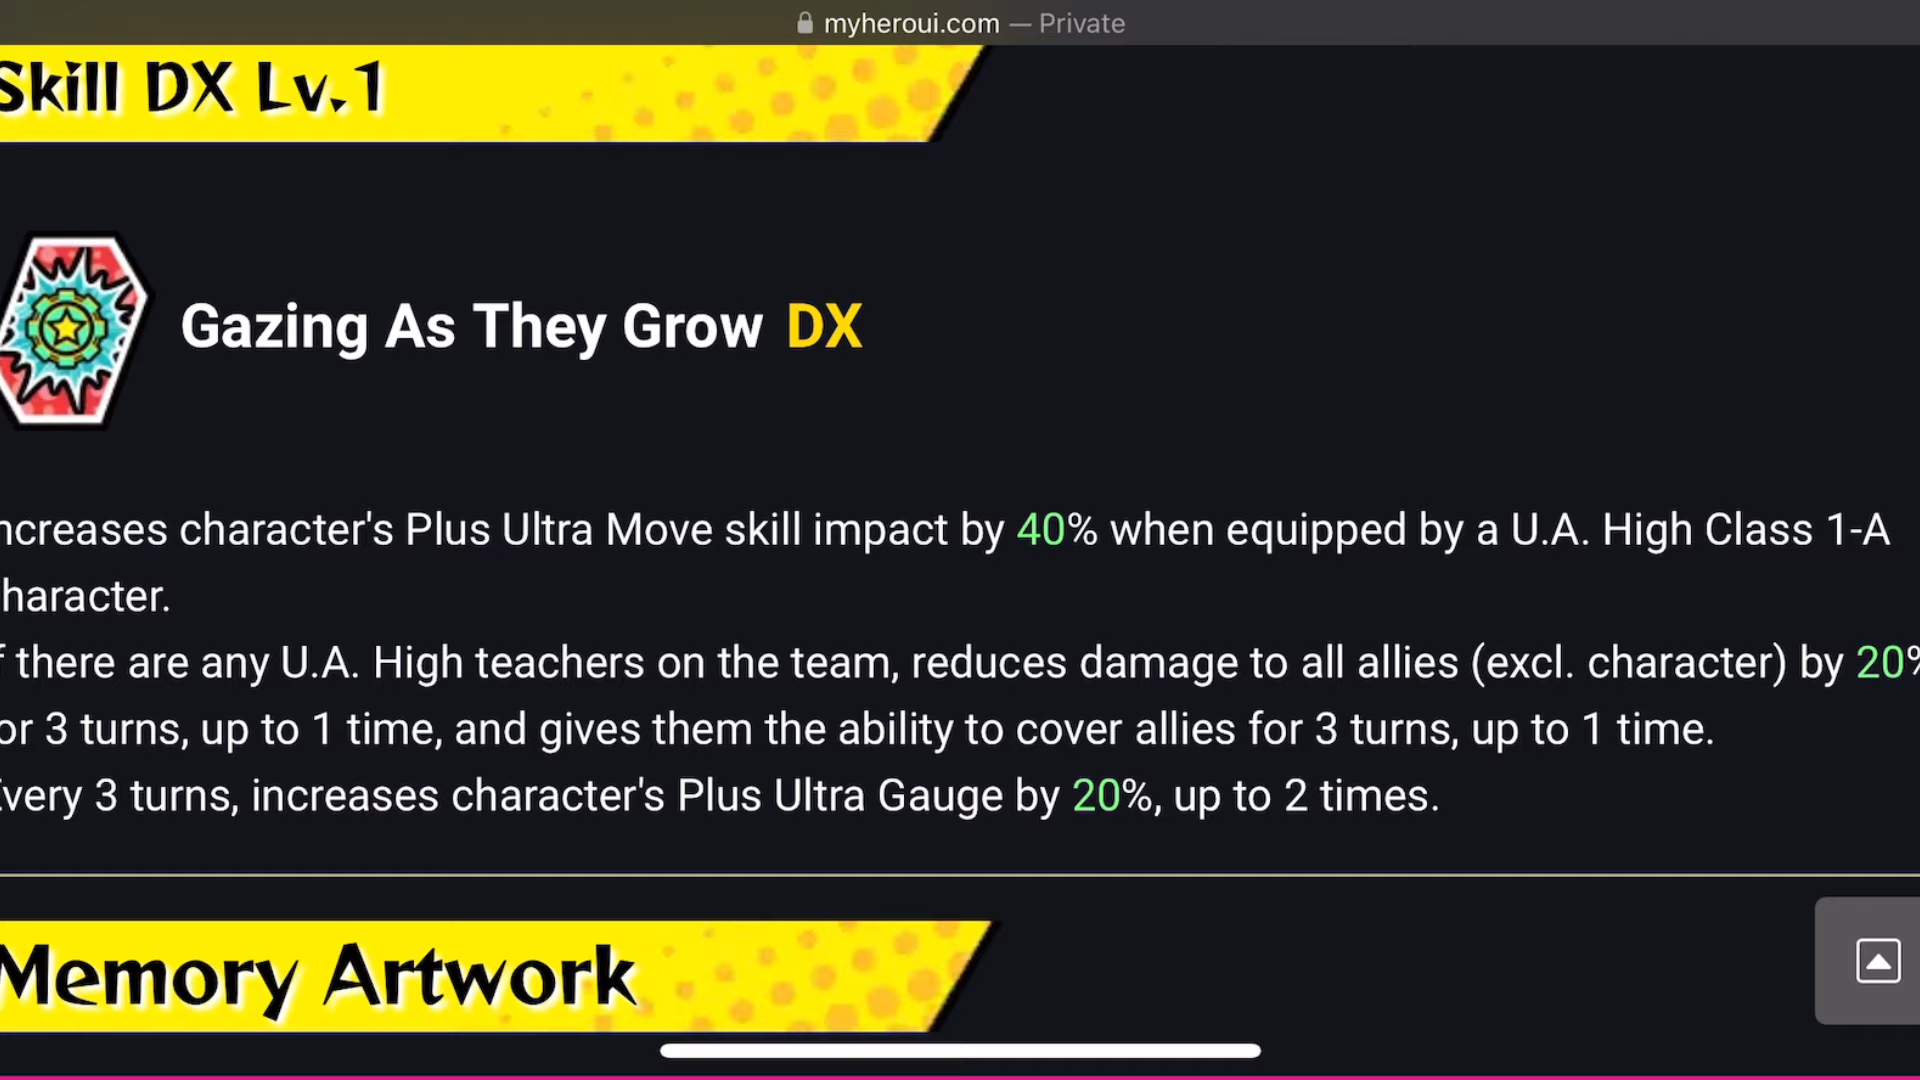 myheroui.com — Private
Skill DX Lv.1
Gazing As They Grow DX
ncreases character's Plus Ultra Move skill impact by 40% when equipped by a U.A. High Class 1-A
haracter.
f there are any U.A. High teachers on the team, reduces damage to all allies (excl. character) by 20%
or 3 turns, up to 1 time, and gives them the ability to cover allies for 3 turns, up to 1 time.
Every 3 turns, increases character's Plus Ultra Gauge by 20%, up to 2 times.
Memory Artwork